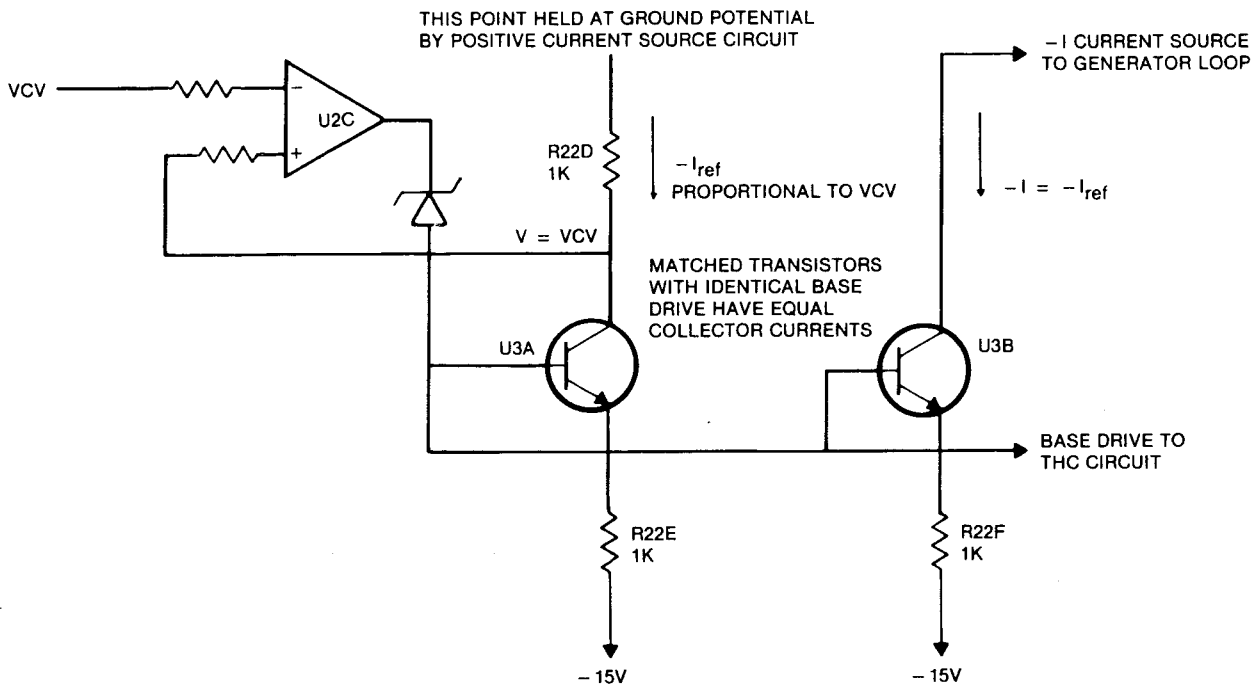 THIS POINT HELD AT GROUND POTENTIAL
BY POSITIVE CURRENT SOURCE CIRCUIT
-I CURRENT SOURCE
TO GENERATOR LOOP
VCV
-
U2C
+
R22D
1K
-Iref
PROPORTIONAL TO VCV
-I = -Iref
V = VCV
MATCHED TRANSISTORS
WITH IDENTICAL BASE
DRIVE HAVE EQUAL
COLLECTOR CURRENTS
U3A
U3B
BASE DRIVE TO
THC CIRCUIT
R22E
1K
R22F
1K
-15V
-15V